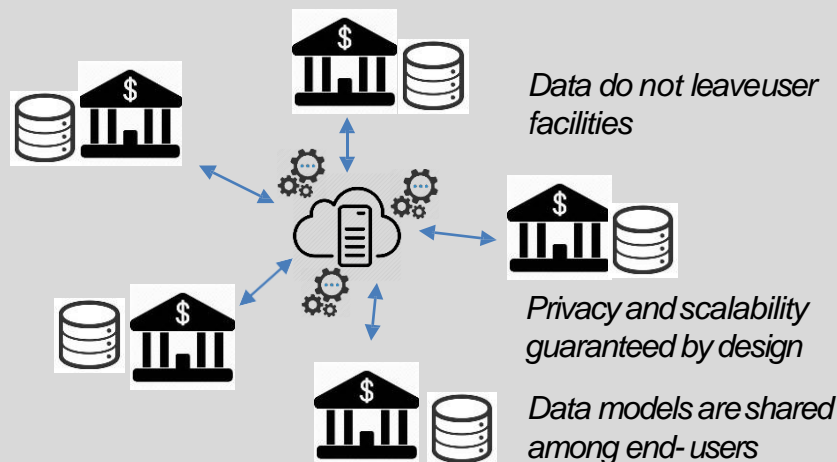 $
Data do not leaveuser
facilities
$
$
Privacy and scalability
guaranteed by design
$
$
Data models are shared
among end- users